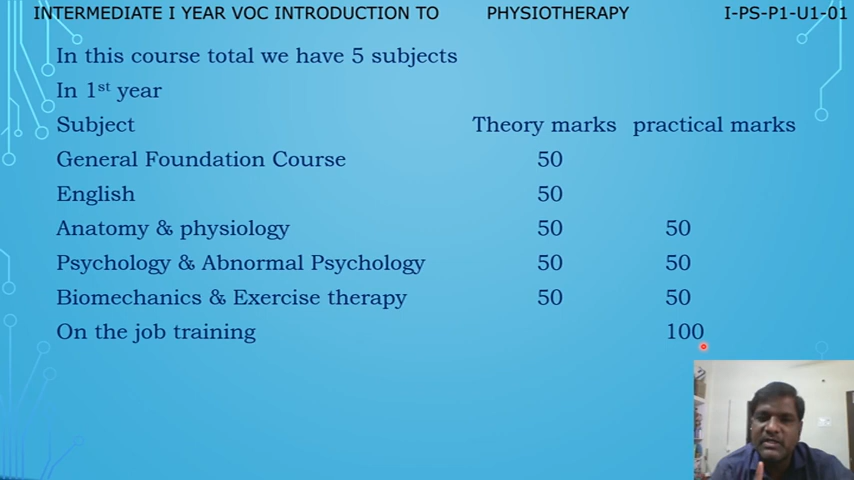 INTERMEDIATE I YEAR VOC INTRODUCTION TO PHYSIOTHERAPY I-PS-P1-U1-01
In this course total we have 5 subjects
In 1st year
Subject Theory marks practical marks
General Foundation Course 50
English 50
Anatomy & physiology 50 50
Psychology & Abnormal Psychology 50 50
Biomechanics & Exercise therapy 50 50
On the job training 100